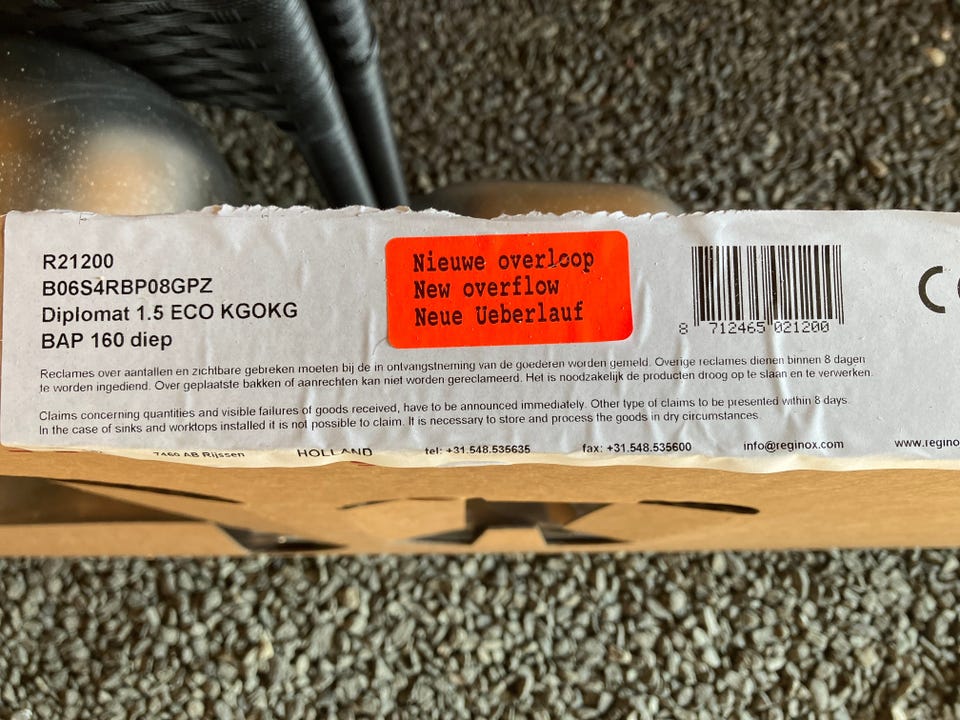 R21200
B06S4RBP08GPZ
Diplomat 1.5 ECO KGOKG
BAP 160 diep
Nieuwe overloop
New overflow
Neue Ueberlauf
8 712465 021200
CE
Reclames over aantallen en zichtbare gebreken moeten bij de in ontvangstneming van de goederen worden gemeld. Overige reclames dienen binnen 8 dagen
te worden ingediend. Over geplaatste bakken of aanrechten kan niet worden gereclameerd. Het is noodzakelijk de producten droog op te slaan en te verwerken.
Claims concerning quantities and visible failures of goods received, have to be announced immediately. Other type of claims to be presented within 8 days.
In the case of sinks and worktops installed it is not possible to claim. It is necessary to store and process the goods in dry circumstances.
7460 AB Rijssen HOLLAND tel: +31.548.535635 fax: +31.548.535600 info@reginox.com www.regino